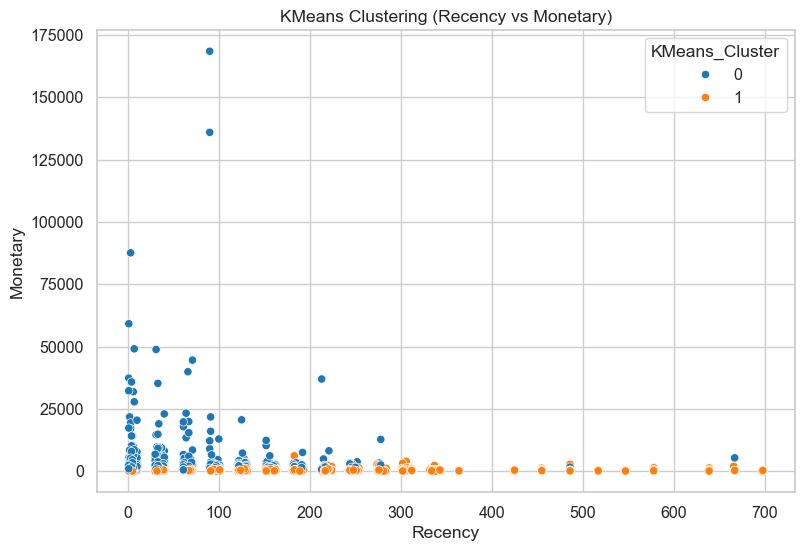 KMeans Clustering (Recency vs Monetary)
KMeans_Cluster
0
1
175000
150000
125000
100000
75000
50000
25000
0
Monetary
0 100 200 300 400 500 600 700
Recency